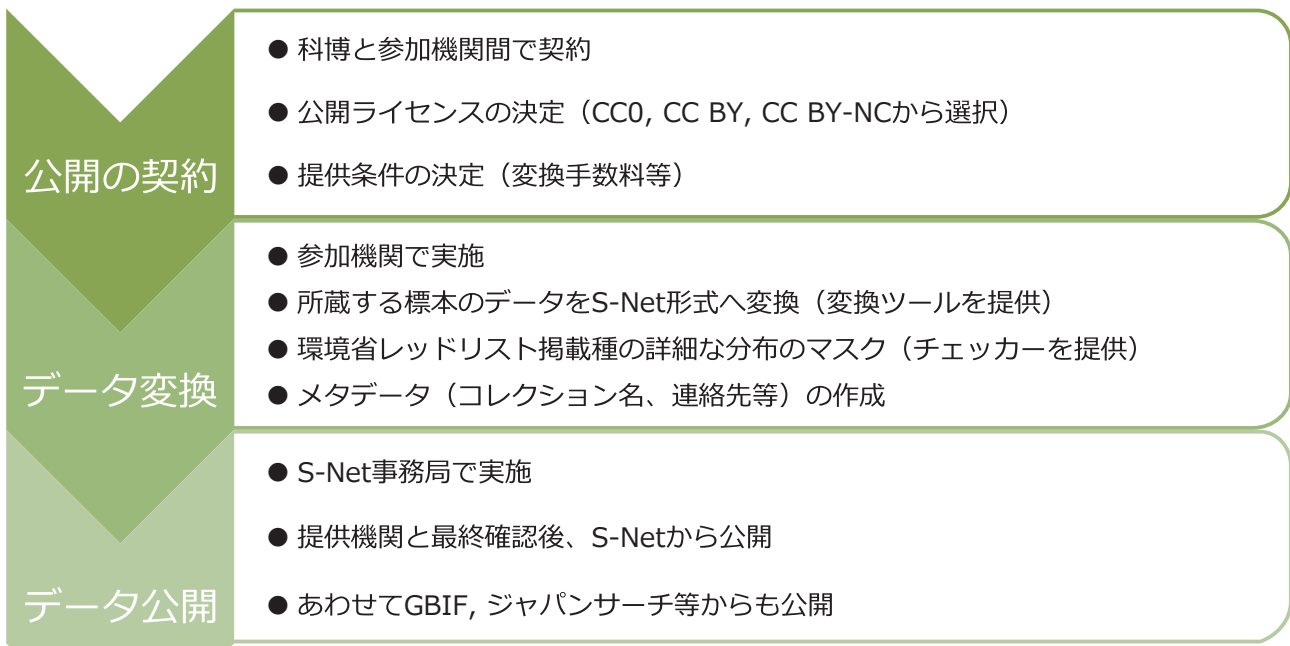 公開の契約
● 科博と参加機関間で契約
● 公開ライセンスの決定（CC0, CC BY, CC BY-NCから選択）
● 提供条件の決定（変換手数料等）
データ変換
● 参加機関で実施
● 所蔵する標本のデータをS-Net形式へ変換（変換ツールを提供）
● 環境省レッドリスト掲載種の詳細な分布のマスク（チェッカーを提供）
● メタデータ（コレクション名、連絡先等）の作成
データ公開
● S-Net事務局で実施
● 提供機関と最終確認後、S-Netから公開
● あわせてGBIF, ジャパンサーチ等からも公開